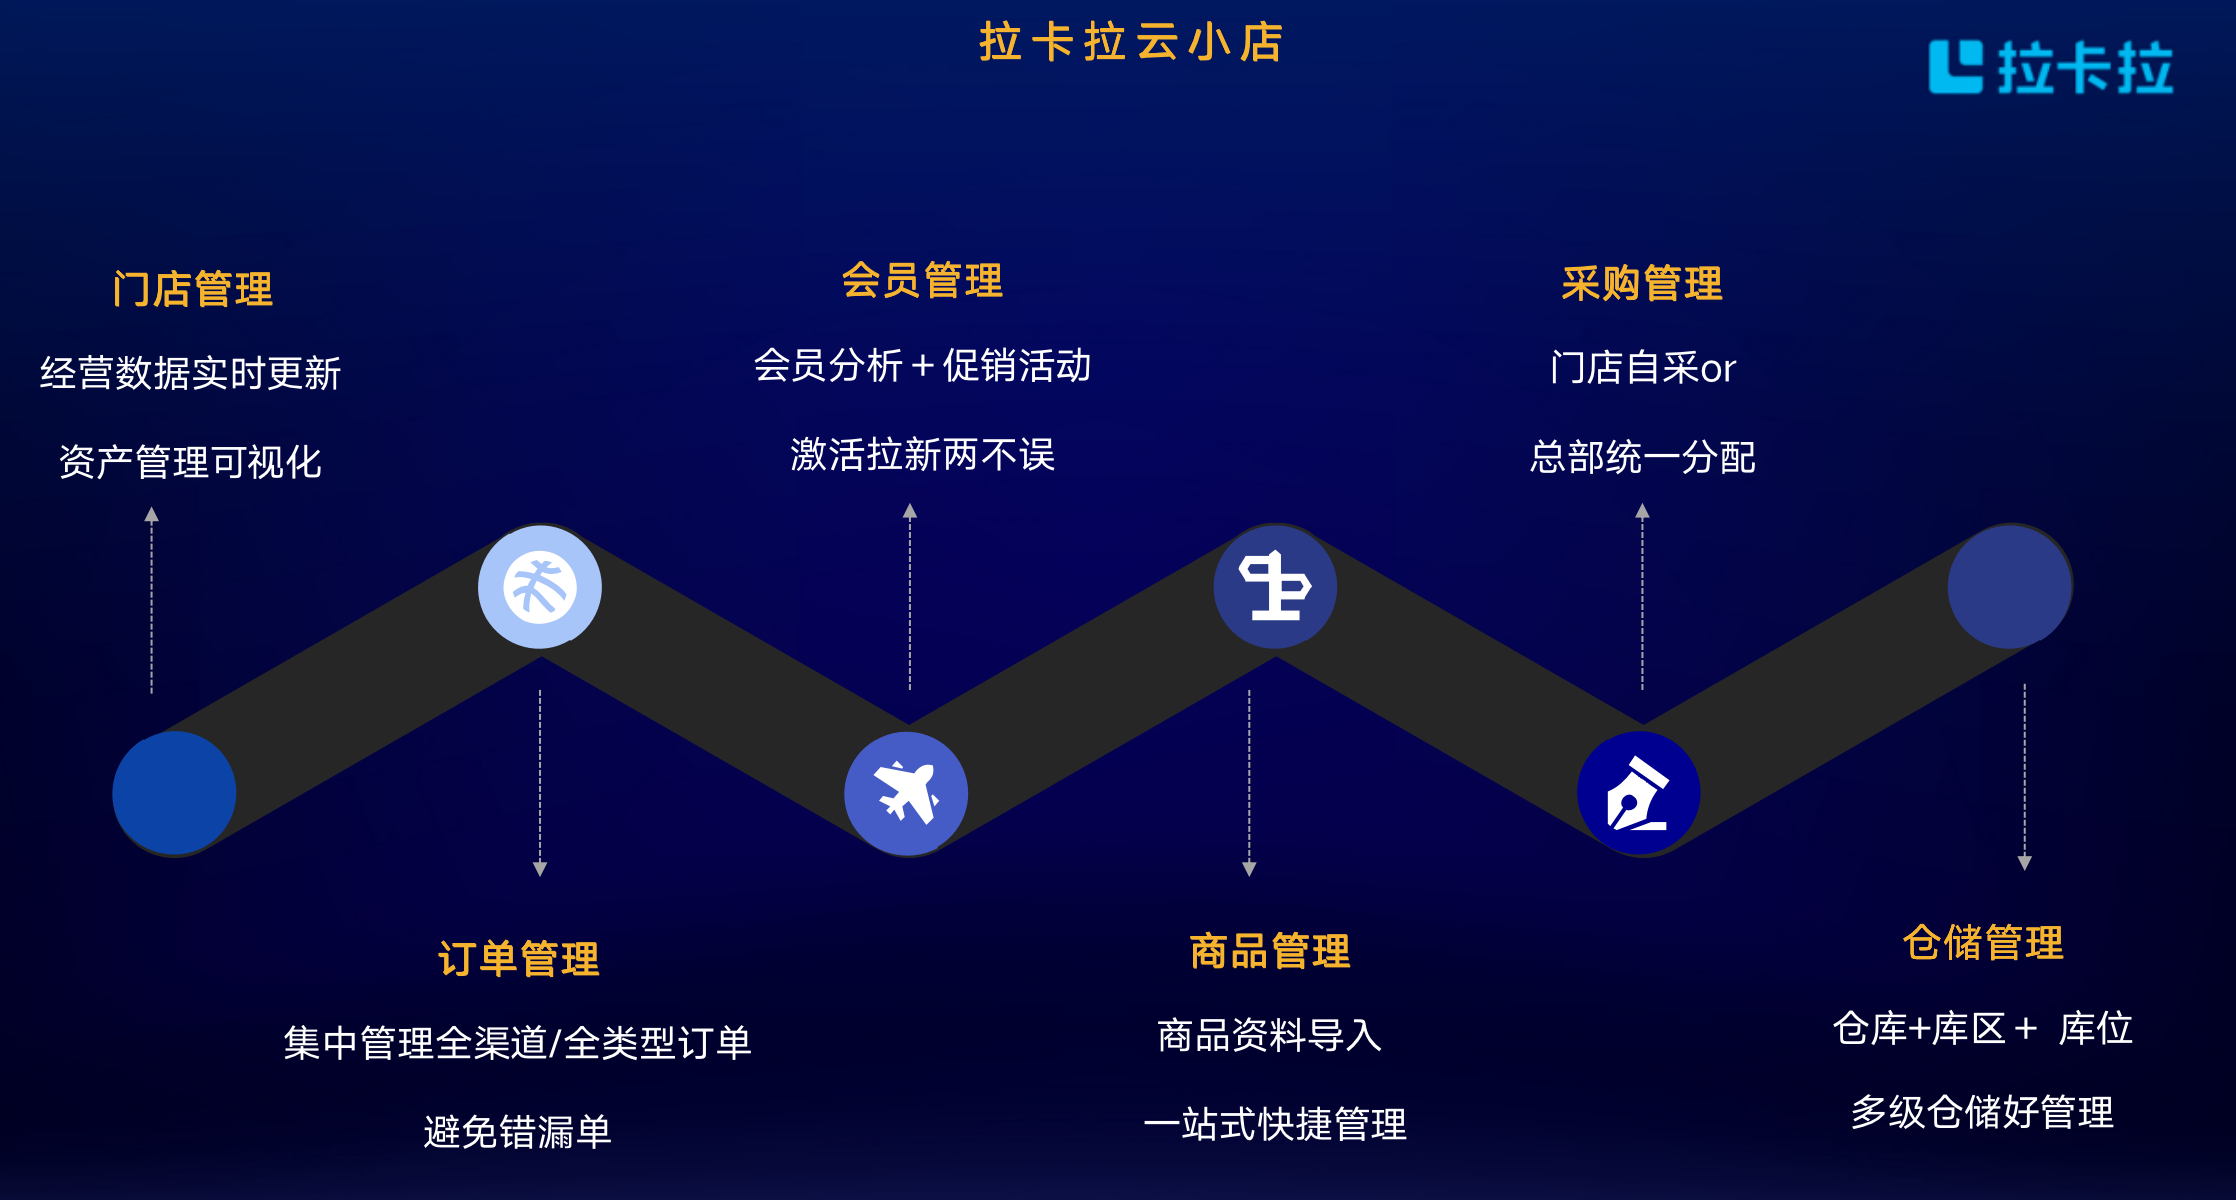 拉卡拉云小店
拉卡拉
门店管理
经营数据实时更新
资产管理可视化
会员管理
会员分析+促销活动
激活拉新两不误
采购管理
门店自采or
总部统一分配
订单管理
集中管理全渠道/全类型订单
避免错漏单
商品管理
商品资料导入
一站式快捷管理
仓储管理
仓库+库区+ 库位
多级仓储好管理